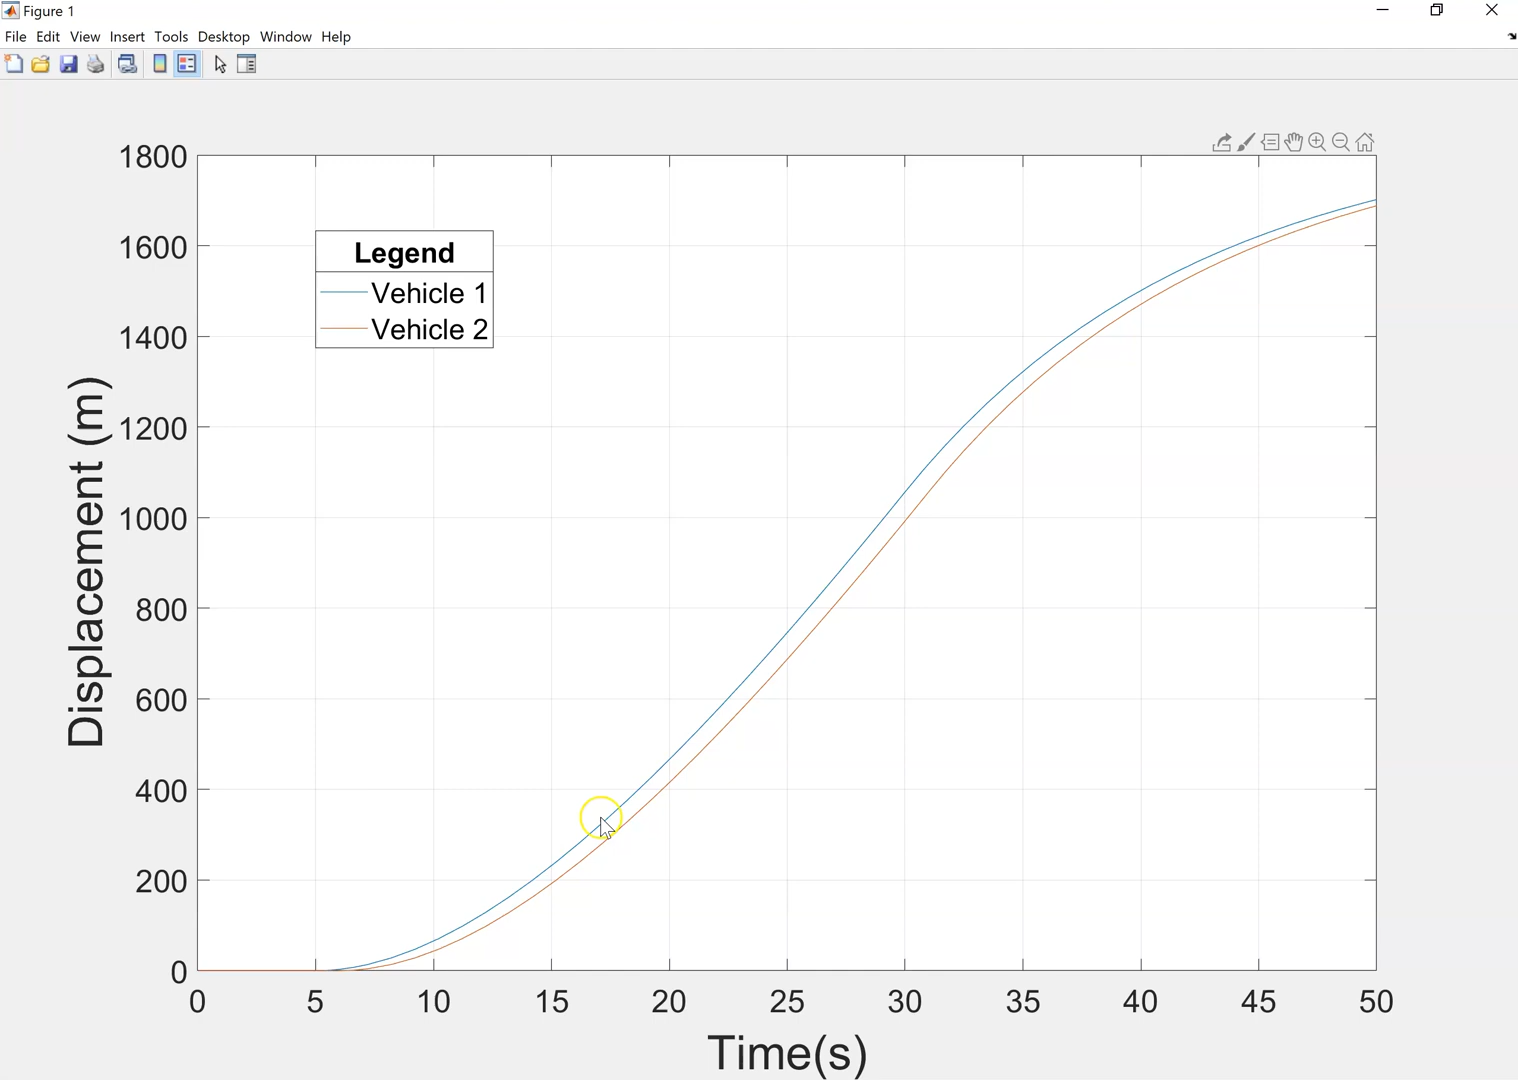 Figure 1
File Edit View Insert Tools Desktop Window Help
1800
1600
1400
1200
1000
800
600
400
200
0
Displacement (m)
Legend
Vehicle 1
Vehicle 2
0 5 10 15 20 25 30 35 40 45 50
Time(s)